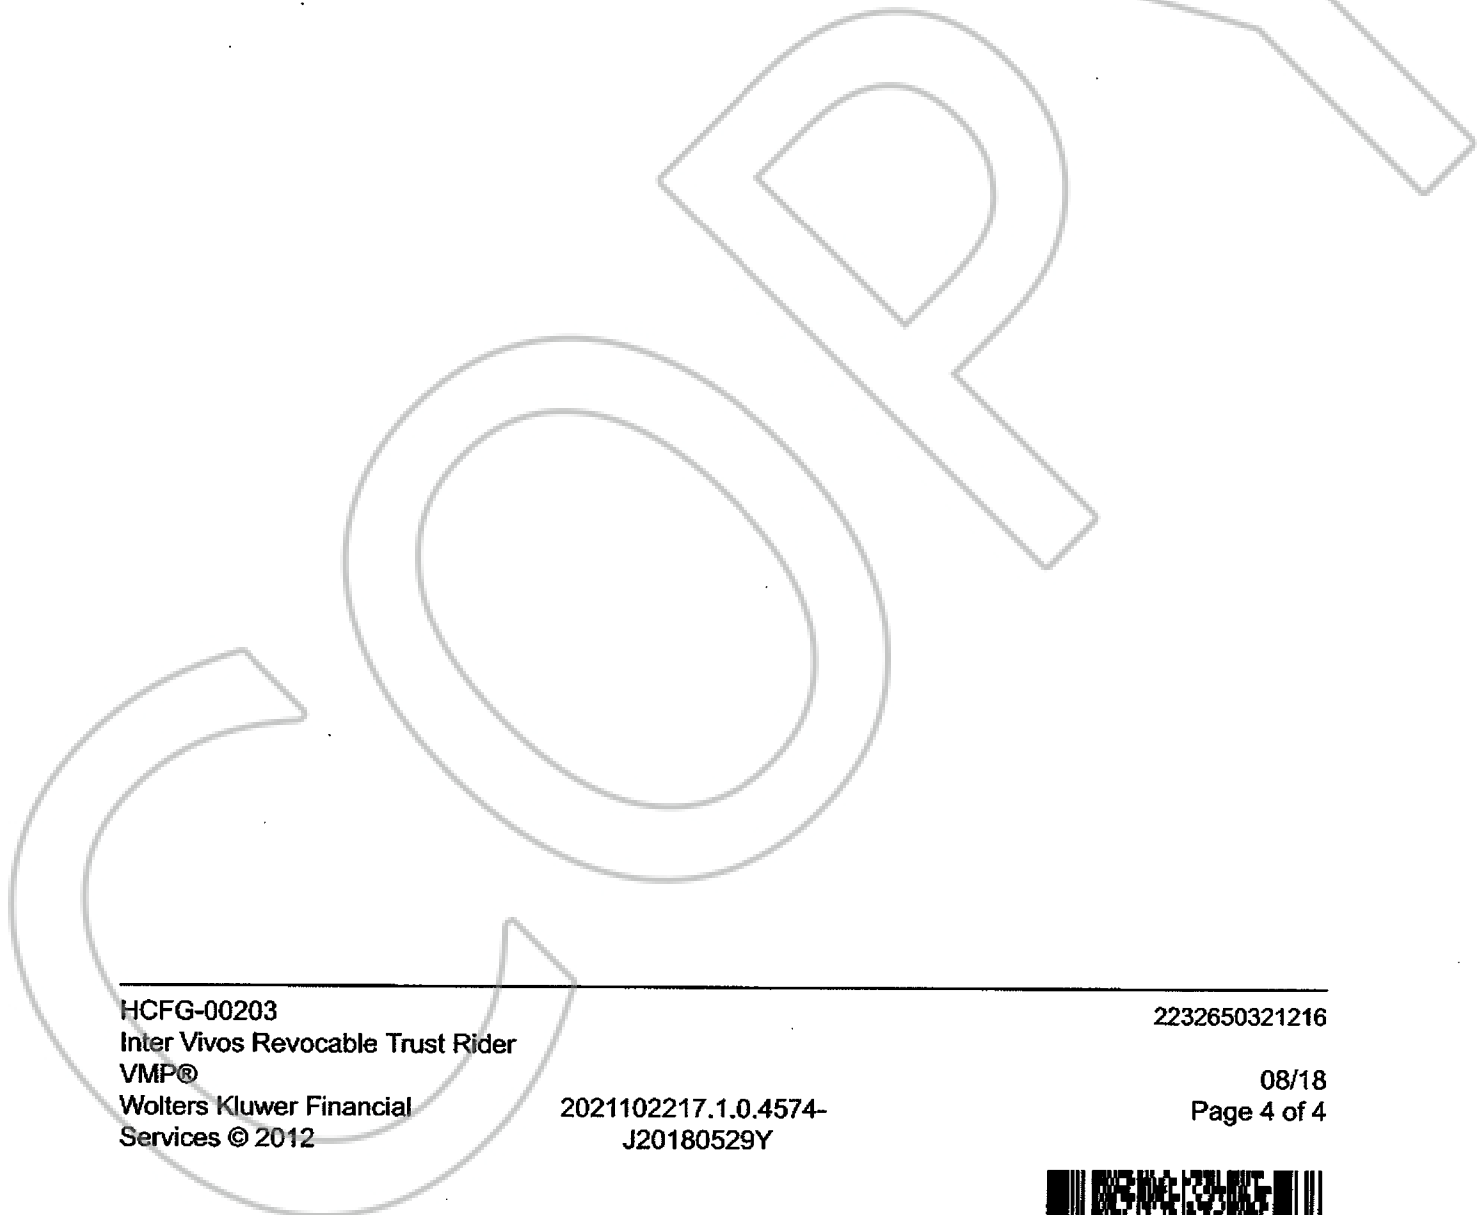 COPY
HCFG-00203
2232650321216
Inter Vivos Revocable Trust Rider
VMP®
08/18
Wolters Kluwer Financial
2021102217.1.0.4574-
Page 4 of 4
Services © 2012
J20180529Y